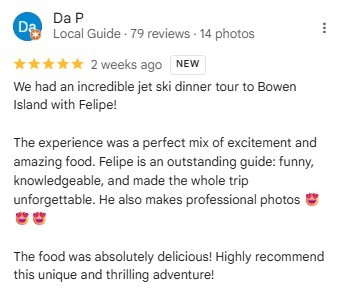 Da
Da P
Local Guide · 79 reviews · 14 photos
2 weeks ago NEW
We had an incredible jet ski dinner tour to Bowen
Island with Felipe!
The experience was a perfect mix of excitement and
amazing food. Felipe is an outstanding guide: funny,
knowledgeable, and made the whole trip
unforgettable. He also makes professional photos 😍
😍😍
The food was absolutely delicious! Highly recommend
this unique and thrilling adventure!